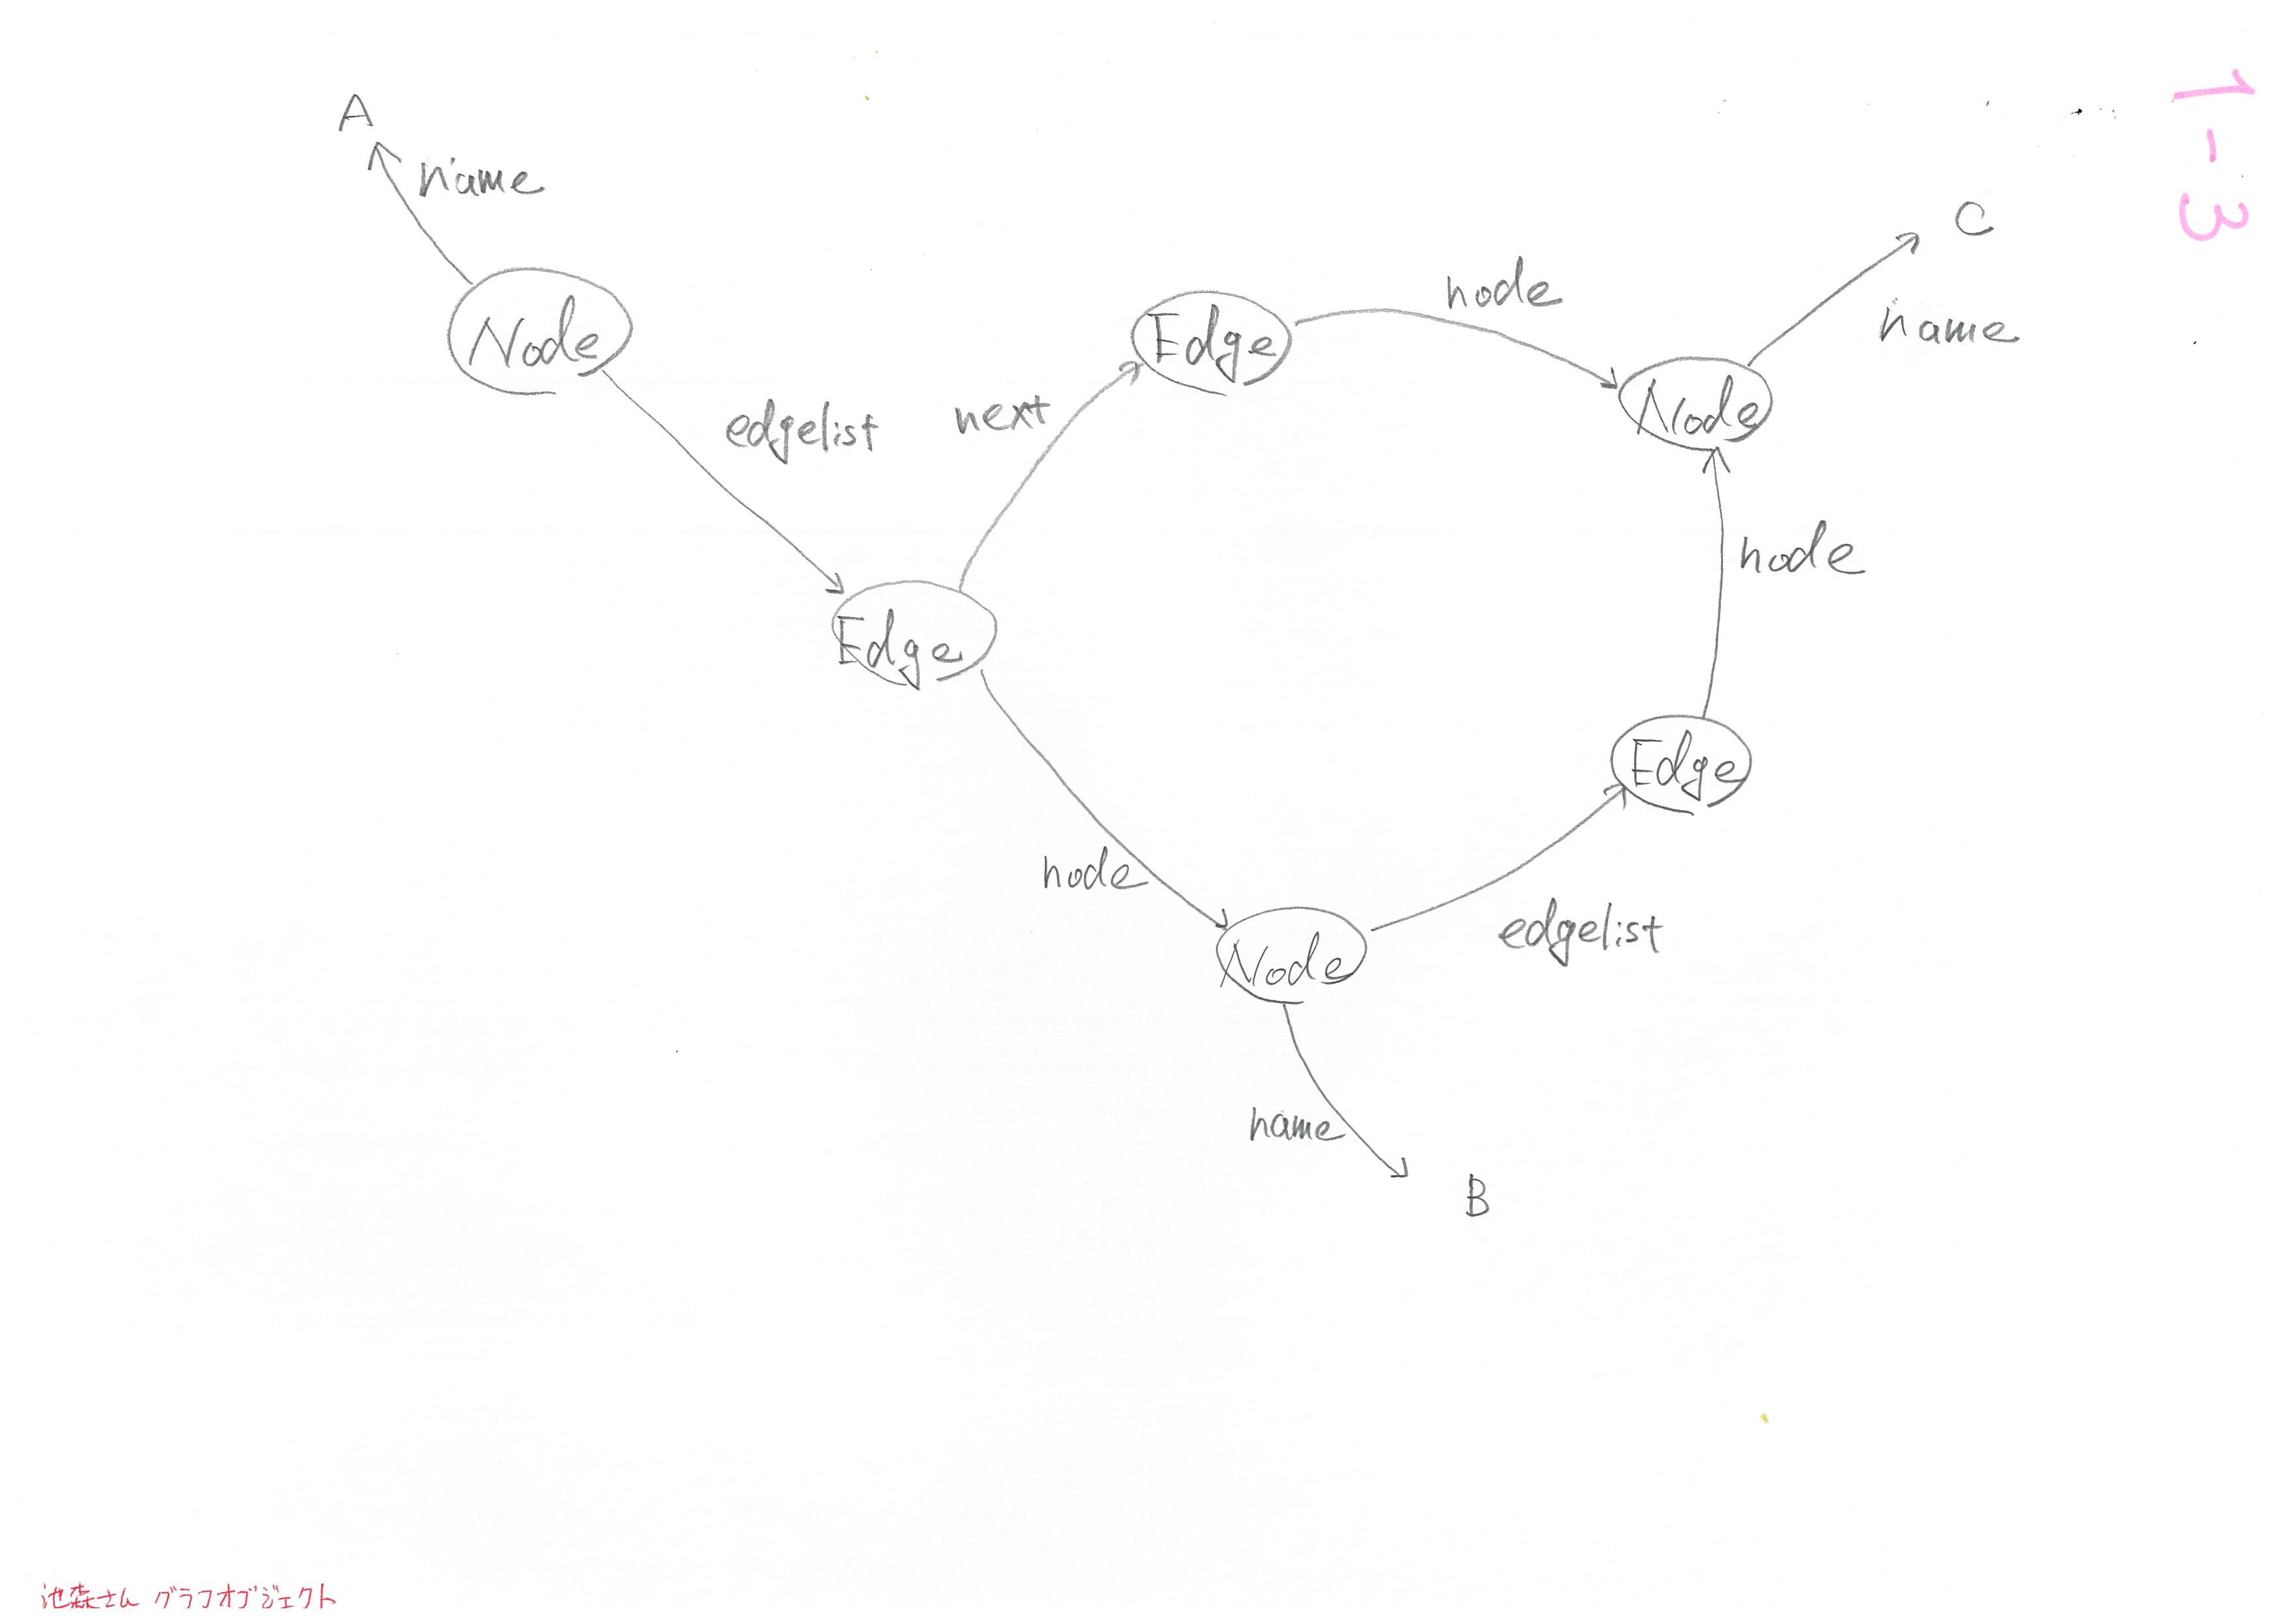 1-3
A
name
Node
edgelist
next
Edge
node
Node
C
name
node
Edge
Edge
node
Node
edgelist
name
B
池森さん グラフオブジェクト